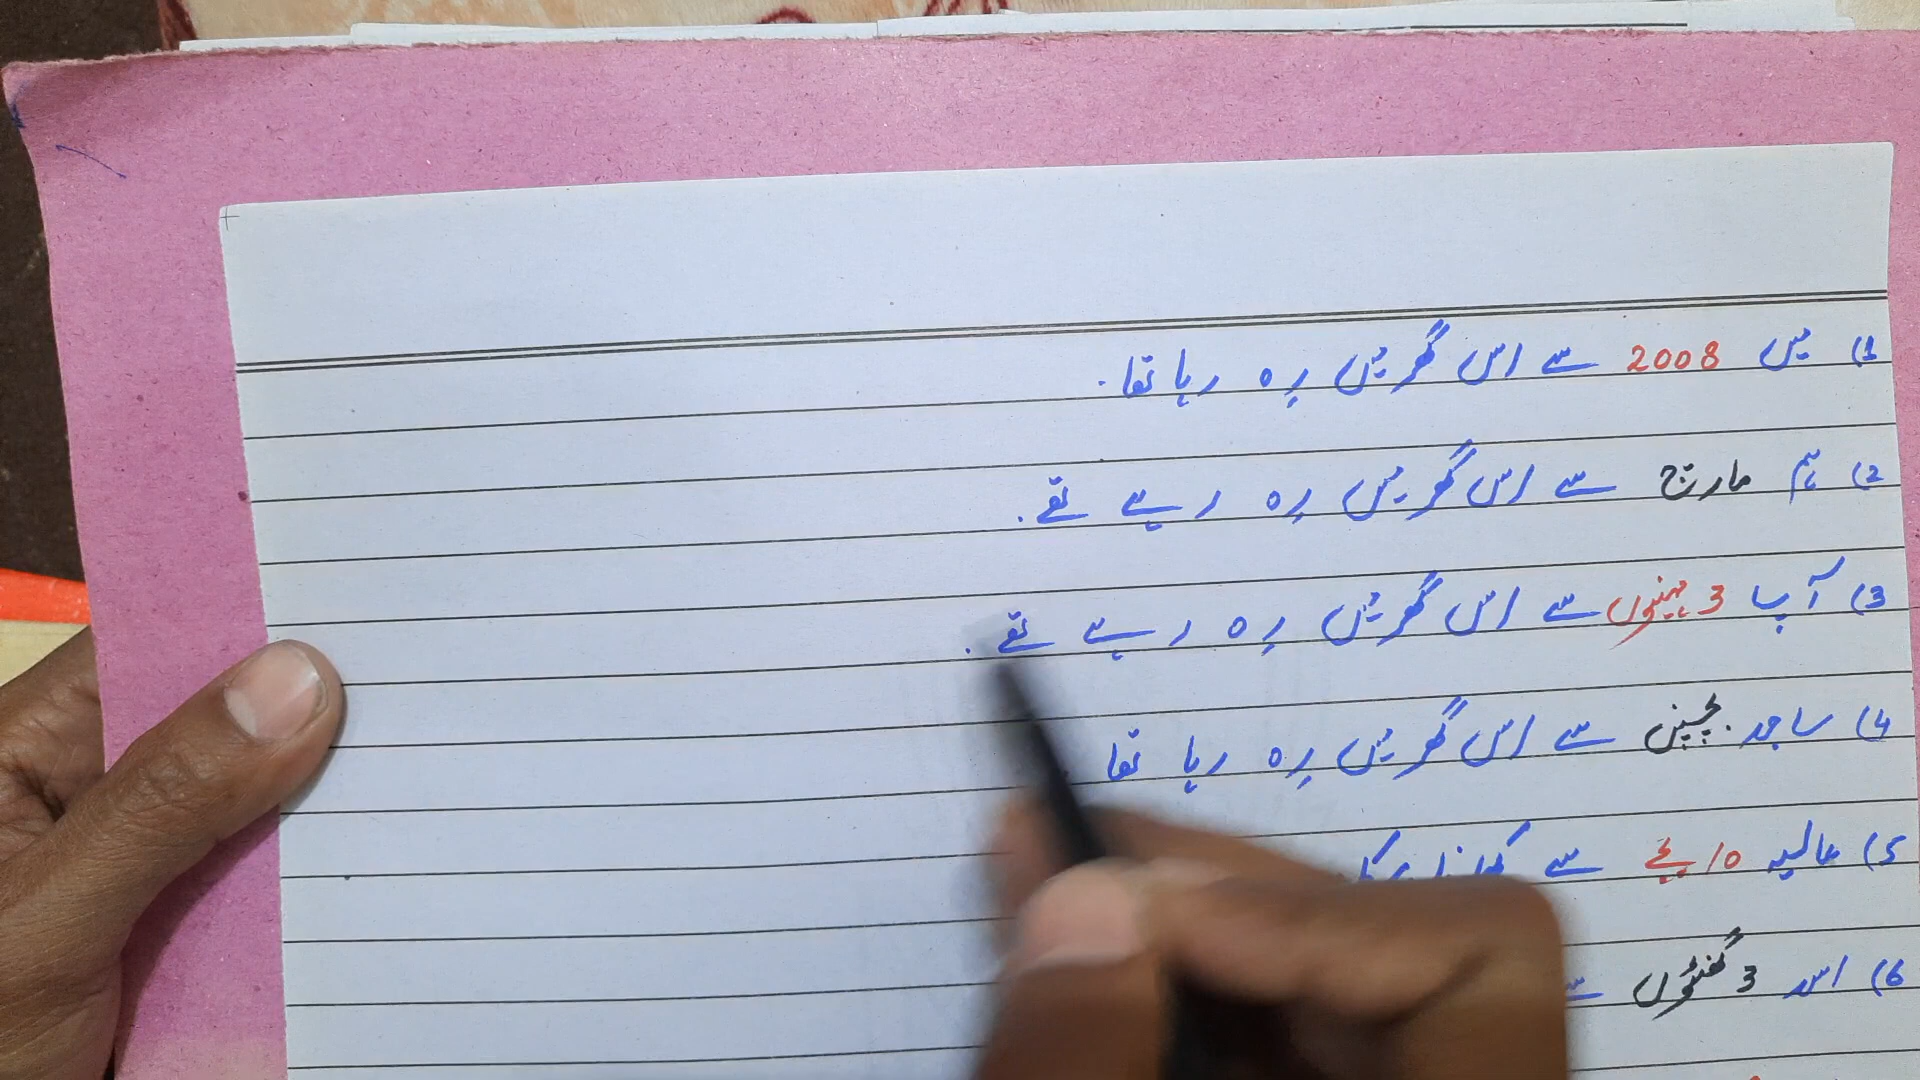 1) میں 2008 سے اس گھر میں رہ رہا تھا.
2) ہم مارچ سے اس گھر میں رہ رہے تھے.
3) آپ 3 مہینوں سے اس گھر میں رہ رہے تھے.
4) ساجد بچپن سے اس گھر میں رہ رہا تھا
5) عالیہ 10 بجے سے کھانا
6) اسد 3 گھنٹوں سے